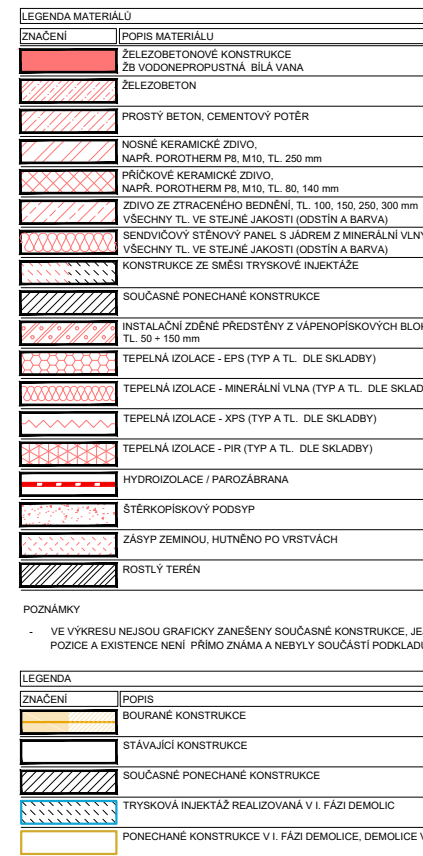 LEGENDA MATERIÁLŮ
ZNAČENÍ POPIS MATERIÁLU
ŽELEZOBETONOVÉ KONSTRUKCE
ŽB VODONEPROPUSTNÁ BÍLÁ VANA
ŽELEZOBETON
PROSTÝ BETON, CEMENTOVÝ POTĚR
NOSNÉ KERAMICKÉ ZDIVO,
NAPŘ. POROTHERM P8, M10, TL. 250 mm
PŘÍČKOVÉ KERAMICKÉ ZDIVO,
NAPŘ. POROTHERM P8, M10, TL. 80, 140 mm
ZDIVO ZE ZTRACENÉHO BEDNĚNÍ, TL. 100, 150, 250, 300 mm
VŠECHNY TL. VE STEJNÉ JAKOSTI (ODSTÍN A BARVA)
SENDVIČOVÝ STĚNOVÝ PANEL S JÁDREM Z MINERÁLNÍ VLNY
VŠECHNY TL. VE STEJNÉ JAKOSTI (ODSTÍN A BARVA)
KONSTRUKCE ZE SMĚSI TRYSKOVÉ INJEKTÁŽE
SOUČASNÉ PONECHANÉ KONSTRUKCE
INSTALAČNÍ ZDĚNÉ PŘEDSTĚNY Z VÁPENOPÍSKOVÝCH BLOK
TL. 50 ÷ 150 mm
TEPELNÁ IZOLACE - EPS (TYP A TL. DLE SKLADBY)
TEPELNÁ IZOLACE - MINERÁLNÍ VLNA (TYP A TL. DLE SKLAD
TEPELNÁ IZOLACE - XPS (TYP A TL. DLE SKLADBY)
TEPELNÁ IZOLACE - PIR (TYP A TL. DLE SKLADBY)
HYDROIZOLACE / PAROZÁBRANA
ŠTĚRKOPÍSKOVÝ PODSYP
ZÁSYP ZEMINOU, HUTNĚNO PO VRSTVÁCH
ROSTLÝ TERÉN
POZNÁMKY
- VE VÝKRESU NEJSOU GRAFICKY ZANEŠENY SOUČASNÉ KONSTRUKCE, JE
POZICE A EXISTENCE NENÍ PŘÍMO ZNÁMA A NEBYLY SOUČÁSTÍ PODKLADU
LEGENDA
ZNAČENÍ POPIS
BOURANÉ KONSTRUKCE
STÁVAJÍCÍ KONSTRUKCE
SOUČASNÉ PONECHANÉ KONSTRUKCE
TRYSKOVÁ INJEKTÁŽ REALIZOVANÁ V I. FÁZI DEMOLIC
PONECHANÉ KONSTRUKCE V I. FÁZI DEMOLICE, DEMOLICE V